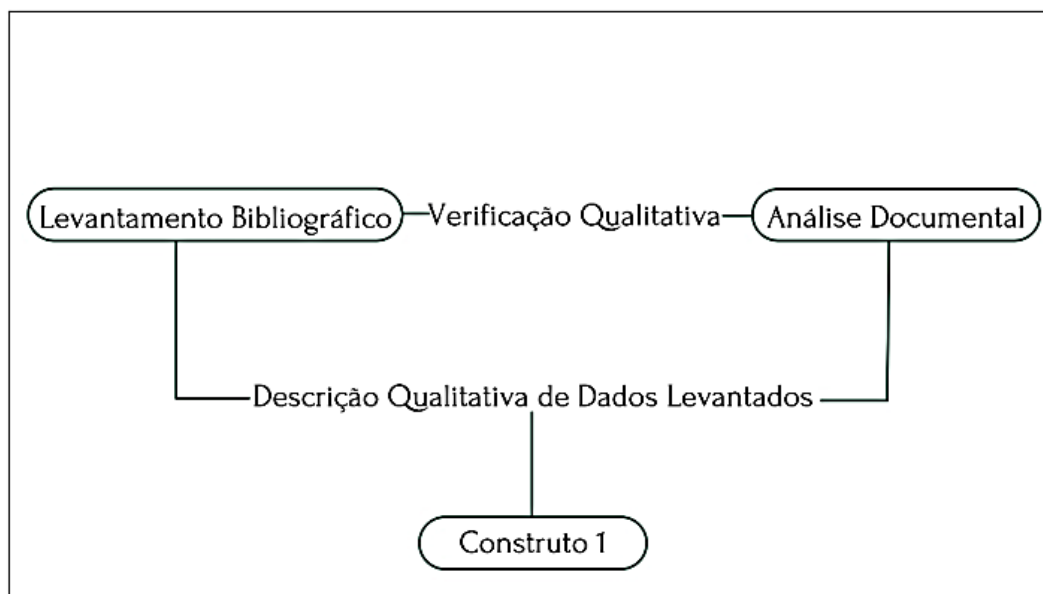 Levantamento Bibliográfico
Verificação Qualitativa
Análise Documental
Descrição Qualitativa de Dados Levantados
Construto 1